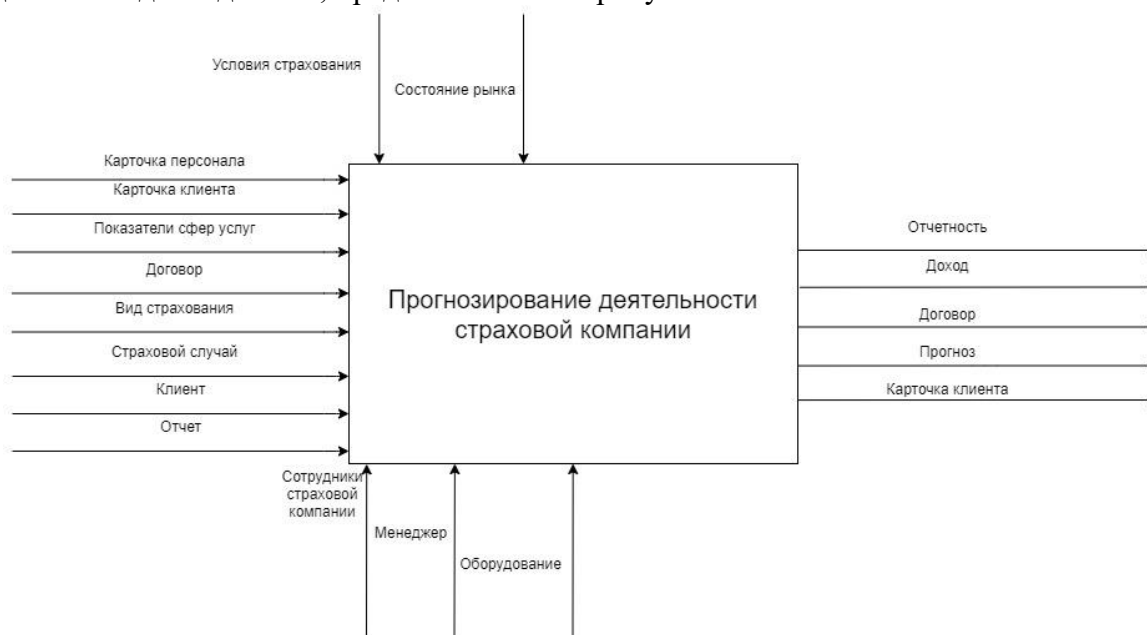 Условия страхования
Состояние рынка
Карточка персонала
Карточка клиента
Показатели сфер услуг
Договор
Вид страхования
Страховой случай
Клиент
Отчет
Прогнозирование деятельности
страховой компании
Отчетность
Доход
Договор
Прогноз
Карточка клиента
Сотрудники
страховой
компании
Менеджер
Оборудование